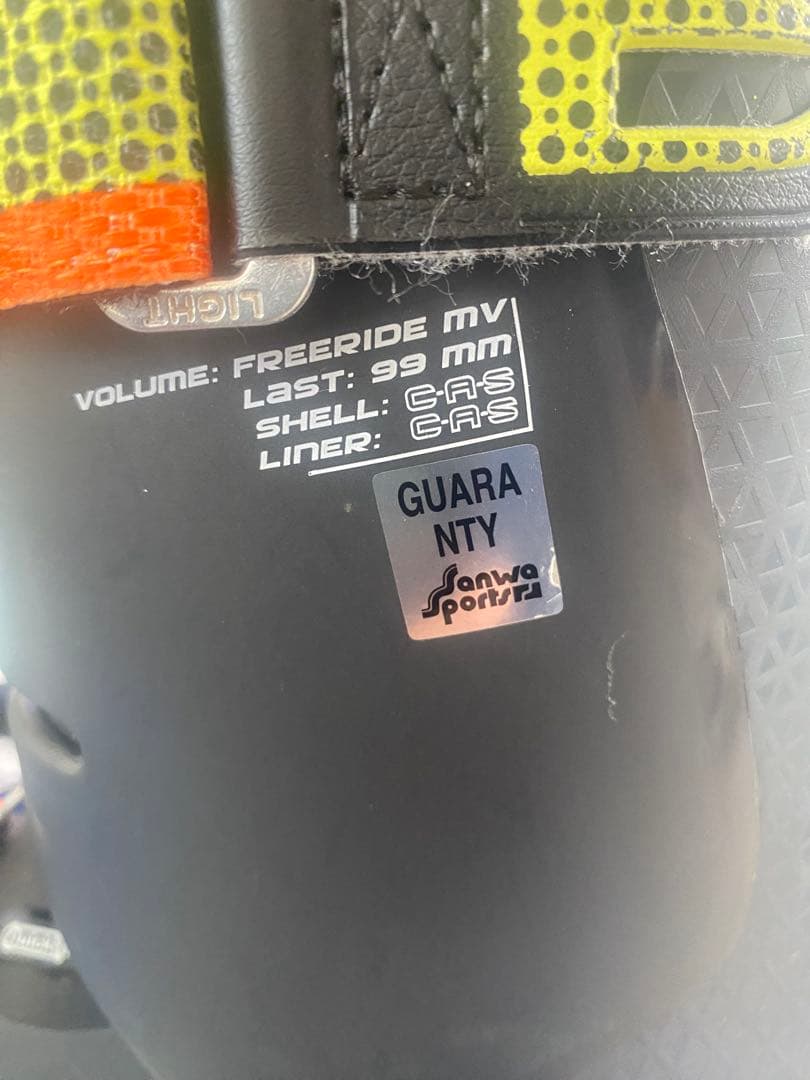 LIGHT
VOLUME: FREERIDE MV
LAST: 99 MM
SHELL: C-A-S
LINER: C-A-S
GUARA
NTY
Sanwa
Sports